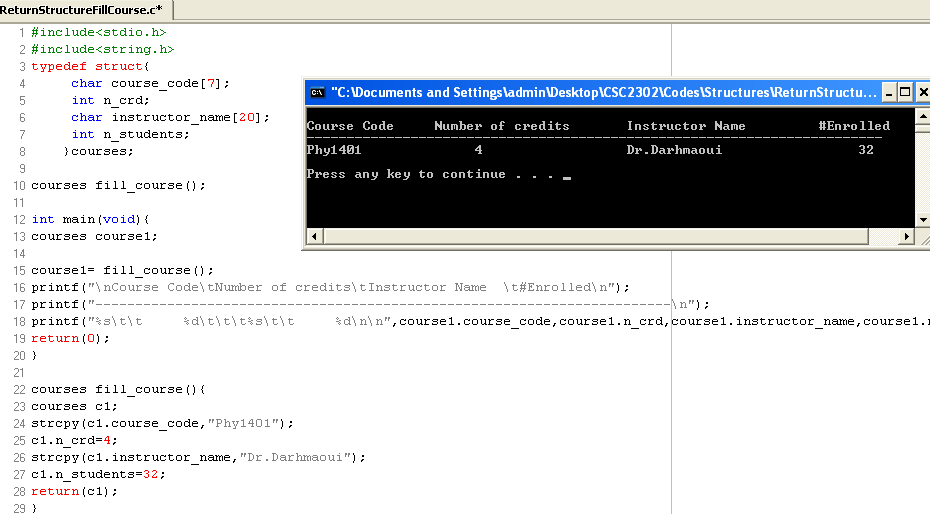 ReturnStructureFillCourse.c*
1 #include<stdio.h>
2 #include<string.h>
3 typedef struct{
4 char course_code[7];
5 int n_crd;
6 char instructor_name[20];
7 int n_students;
8 }courses;
9
10 courses fill_course();
11
12 int main(void){
13 courses course1;
14
15 course1= fill_course();
16 printf("\nCourse Code\tNumber of credits\tInstructor Name  \t#Enrolled\n");
17 printf("------------------------------------------------------------------------\n");
18 printf("%s\t\t     %d\t\t\t%s\t\t     %d\n\n",course1.course_code,course1.n_crd,course1.instructor_name,course1.n
19 return(0);
20 }
21
22 courses fill_course(){
23 courses c1;
24 strcpy(c1.course_code,"Phy1401");
25 c1.n_crd=4;
26 strcpy(c1.instructor_name,"Dr.Darhmaoui");
27 c1.n_students=32;
28 return(c1);
29 }
"C:\Documents and Settings\admin\Desktop\CSC2302\Codes\Structures\ReturnStructu...
Course Code Number of credits Instructor Name #Enrolled
------------------------------------------------------------------------
Phy1401 4 Dr.Darhmaoui 32
Press any key to continue . . . _